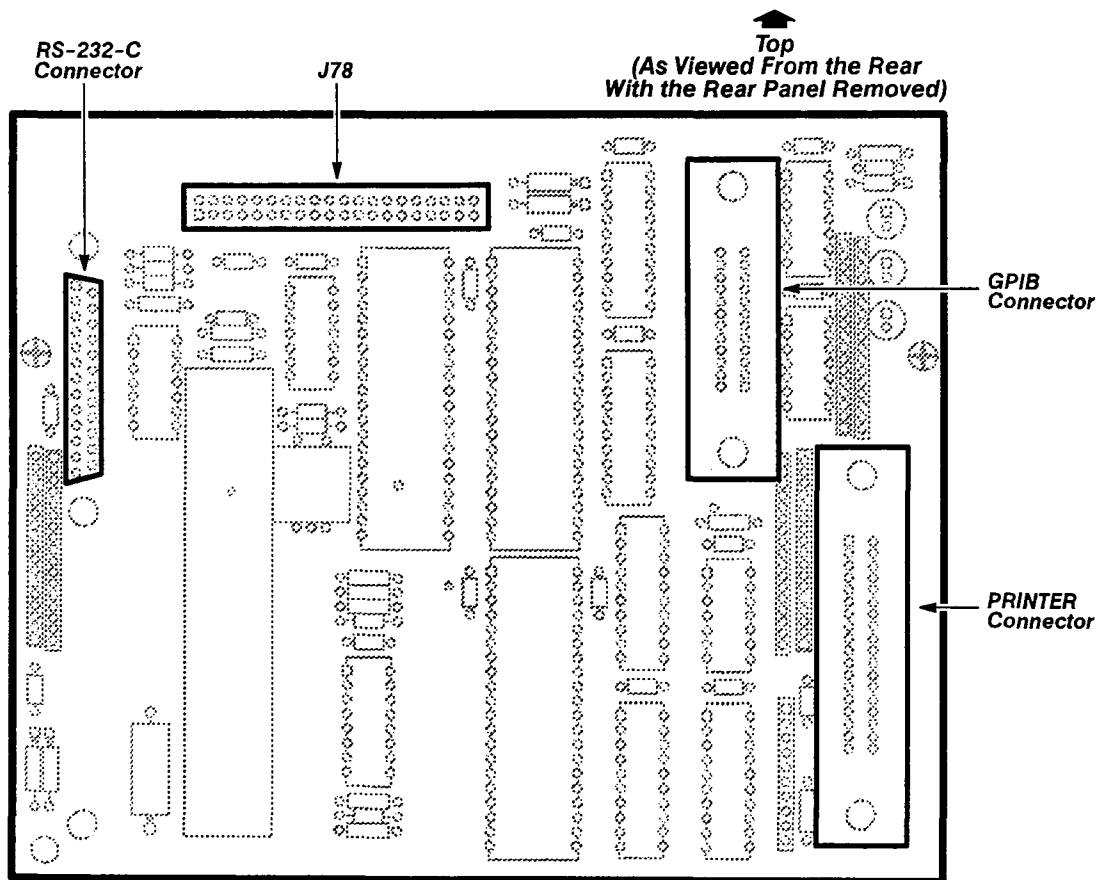 Top
(As Viewed From the Rear
With the Rear Panel Removed)
RS-232-C
Connector
J78
GPIB
Connector
PRINTER
Connector